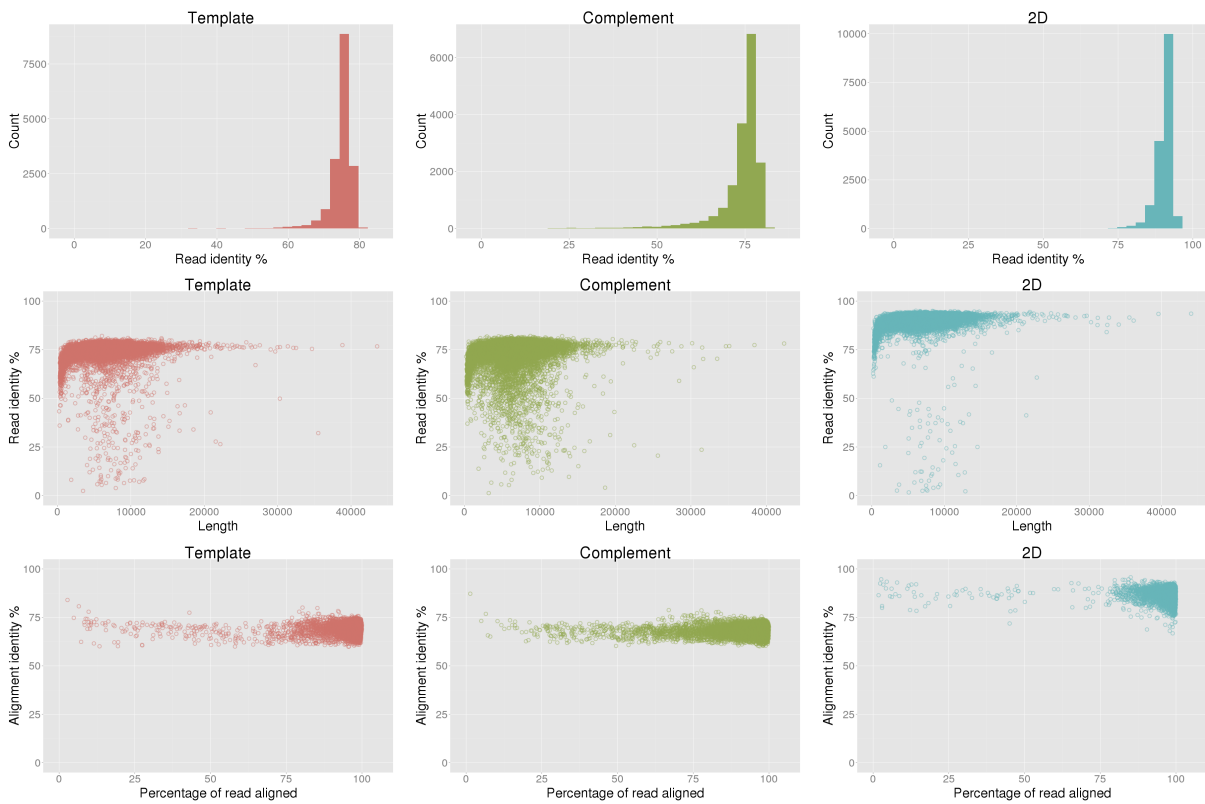 Template Complement 2D
Count
7500
5000
2500
0
0 20 40 60 80
Read identity %
Count
6000
4000
2000
0
0 25 50 75
Read identity %
Count
10000
7500
5000
2500
0
0 25 50 75 100
Read identity %
Template Complement 2D
Read identity %
100
75
50
25
0
0 10000 20000 30000 40000
Length
Read identity %
100
75
50
25
0
0 10000 20000 30000 40000
Length
Read identity %
100
75
50
25
0
0 10000 20000 30000 40000
Length
Template Complement 2D
Alignment identity %
100
75
50
25
0
0 25 50 75 100
Percentage of read aligned
Alignment identity %
100
75
50
25
0
0 25 50 75 100
Percentage of read aligned
Alignment identity %
100
75
50
25
0
0 25 50 75 100
Percentage of read aligned